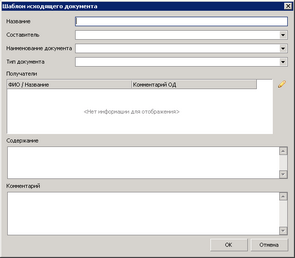 Шаблон исходящего документа
Название
Составитель
Наименование документа
Тип документа
Получатели
ФИО / Название Комментарий ОД
<Нет информации для отображения>
Содержание
Комментарий
OK Отмена